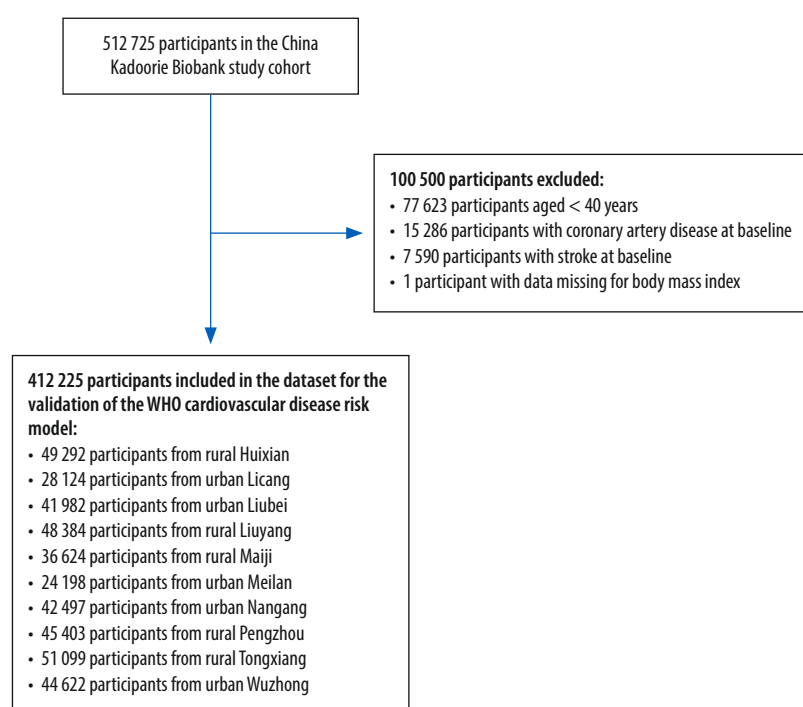 512 725 participants in the China
Kadoorie Biobank study cohort
100 500 participants excluded:
• 77 623 participants aged < 40 years
• 15 286 participants with coronary artery disease at baseline
• 7 590 participants with stroke at baseline
• 1 participant with data missing for body mass index
412 225 participants included in the dataset for the
validation of the WHO cardiovascular disease risk
model:
• 49 292 participants from rural Huixian
• 28 124 participants from urban Licang
• 41 982 participants from urban Liubei
• 48 384 participants from rural Liuyang
• 36 624 participants from rural Maiji
• 24 198 participants from urban Meilan
• 42 497 participants from urban Nangang
• 45 403 participants from rural Pengzhou
• 51 099 participants from rural Tongxiang
• 44 622 participants from urban Wuzhong